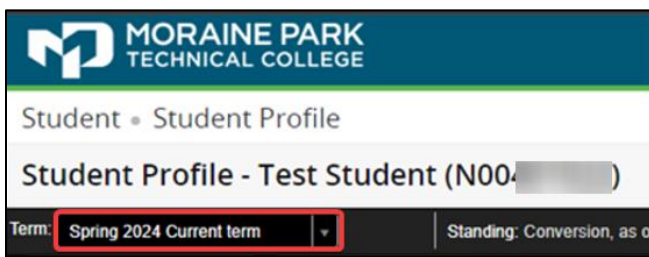 MORAINE PARK
TECHNICAL COLLEGE
Student • Student Profile
Student Profile - Test Student (N00 )
Term: Spring 2024 Current term Standing: Conversion, as